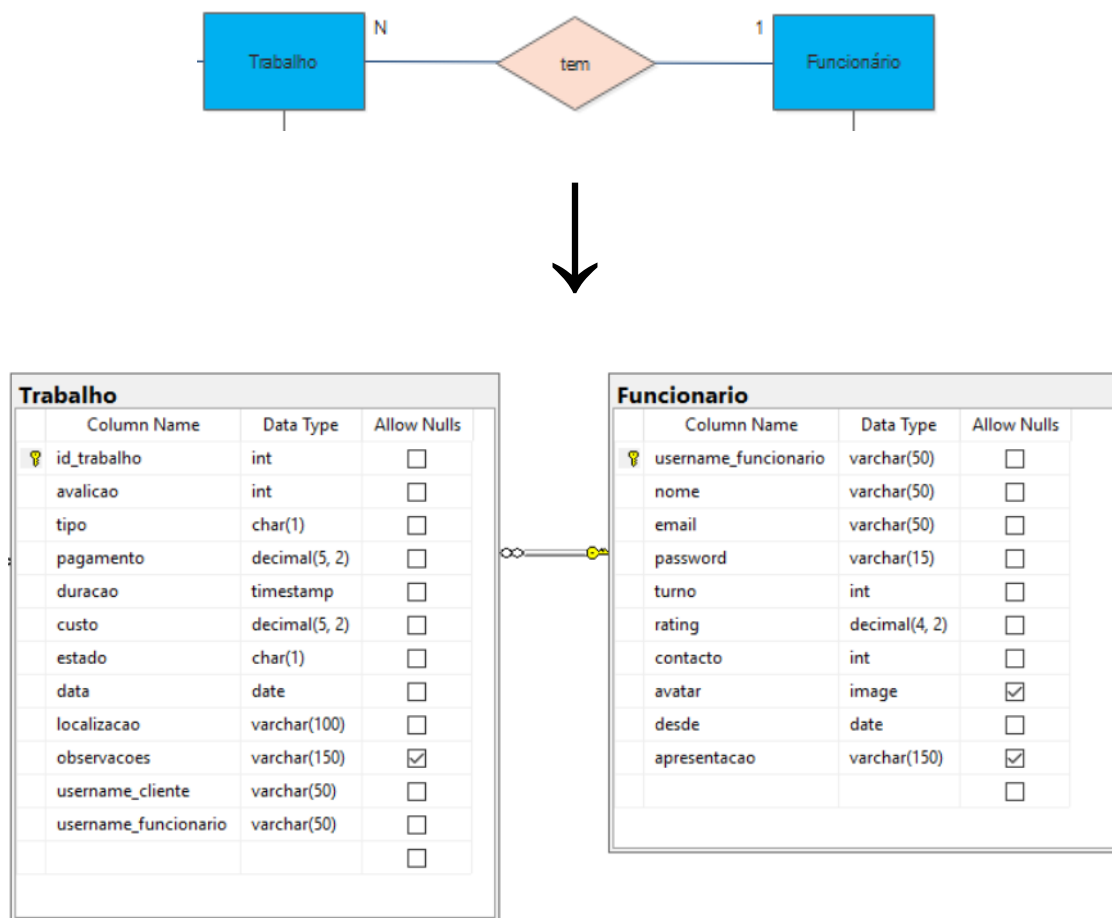 N 1
Trabalho tem Funcionário
Trabalho
Column Name Data Type Allow Nulls
id_trabalho int
avalicao int
tipo char(1)
pagamento decimal(5, 2)
duracao timestamp
custo decimal(5, 2)
estado char(1)
data date
localizacao varchar(100)
observacoes varchar(150)
username_cliente varchar(50)
username_funcionario varchar(50)
Funcionario
Column Name Data Type Allow Nulls
username_funcionario varchar(50)
nome varchar(50)
email varchar(50)
password varchar(15)
turno int
rating decimal(4, 2)
contacto int
avatar image
desde date
apresentacao varchar(150)